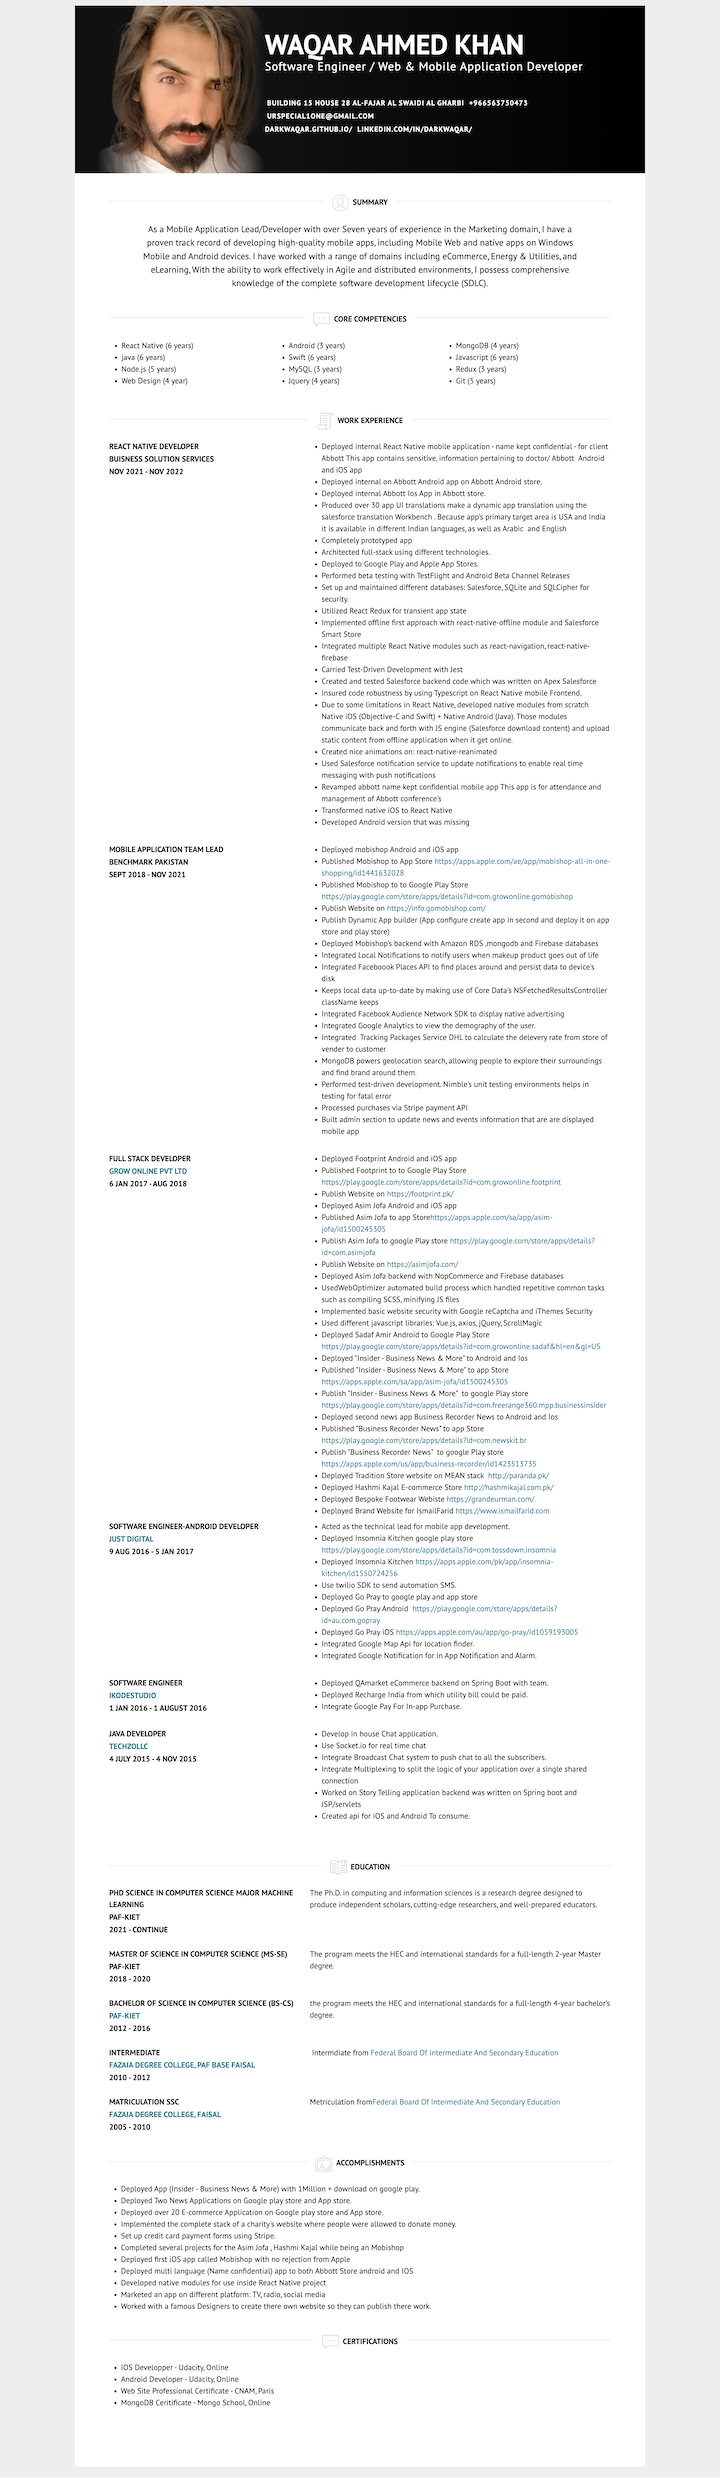 WAQAR AHMED KHAN
Software Engineer / Web & Mobile Application Developer
BUILDING 15 HOUSE 28 AL-FAJAR AL SWAIDI AL GHARBI +966563750473
URSPECIAL1ONE@GMAIL.COM
DARKWAQAR.GITHUB.IO/ LINKEDIN.COM/IN/DARKWAQAR/
SUMMARY
As a Mobile Application Lead/Developer with over Seven years of experience in the Marketing domain, I have a
proven track record of developing high-quality mobile apps, including Mobile Web and native apps on Windows
Mobile and Android devices. I have worked with a range of domains including eCommerce, Energy & Utilities, and
eLearning, With the ability to work effectively in Agile and distributed environments, I possess comprehensive
knowledge of the complete software development lifecycle (SDLC).
CORE COMPETENCIES
• React Native (6 years)
• java (6 years)
• Node.js (5 years)
• Web Design (4 year)
• Android (3 years)
• Swift (6 years)
• MySQL (3 years)
• Jquery (4 years)
• MongoDB (4 years)
• Javascript (6 years)
• Redux (3 years)
• Git (5 years)
WORK EXPERIENCE
REACT NATIVE DEVELOPER
BUISNESS SOLUTION SERVICES
NOV 2021 - NOV 2022
• Deployed internal React Native mobile application - name kept confidential - for client
Abbott This app contains sensitive, information pertaining to doctor/ Abbott Android
and iOS app
• Deployed internal on Abbott Android app on Abbott Android store.
• Deployed internal Abbott Ios App in Abbott store.
• Produced over 30 app UI translations make a dynamic app translation using the
salesforce translation Workbench . Because app's primary target area is USA and India
it is available in different Indian languages, as well as Arabic and English
• Completely prototyped app
• Architected full-stack using different technologies.
• Deployed to Google Play and Apple App Stores.
• Performed beta testing with TestFlight and Android Beta Channel Releases
• Set up and maintained different databases: Salesforce, SQLite and SQLCipher for
security.
• Utilized React Redux for transient app state
• Implemented offline first approach with react-native-offline module and Salesforce
Smart Store
• Integrated multiple React Native modules such as react-navigation, react-native-
firebase
• Carried Test-Driven Development with Jest
• Created and tested Salesforce backend code which was written on Apex Salesforce
• Insured code robustness by using Typescript on React Native mobile Frontend.
• Due to some limitations in React Native, developed native modules from scratch
Native iOS (Objective-C and Swift) + Native Android (Java). Those modules
communicate back and forth with JS engine (Salesforce download content) and upload
static content from offline application when it get online.
• Created nice animations on: react-native-reanimated
• Used Salesforce notification service to update notifications to enable real time
messaging with push notifications
• Revamped abbott name kept confidential mobile app This app is for attendance and
management of Abbott conference's
• Transformed native iOS to React Native
• Developed Android version that was missing
MOBILE APPLICATION TEAM LEAD
BENCHMARK PAKISTAN
SEPT 2018 - NOV 2021
• Deployed mobishop Android and iOS app
• Published Mobishop to App Store https://apps.apple.com/ae/app/mobishop-all-in-one-
shopping/id1441632028
• Published Mobishop to to Google Play Store
https://play.google.com/store/apps/details?id=com.growonline.gomobishop
• Publish Website on https://info.gomobishop.com/
• Publish Dynamic App builder (App configure create app in second and deploy it on app
store and play store)
• Deployed Mobishop's backend with Amazon RDS ,mongodb and Firebase databases
• Integrated Local Notifications to notify users when makeup product goes out of life
• Integrated Faceboook Places API to find places around and persist data to device's
disk
• Keeps local data up-to-date by making use of Core Data's NSFetchedResultsController
className keeps
• Integrated Facebook Audience Network SDK to display native advertising
• Integrated Google Analytics to view the demography of the user.
• Integrated Tracking Packages Service DHL to calculate the delevery rate from store of
vender to customer
• MongoDB powers geolocation search, allowing people to explore their surroundings
and find brand around them.
• Performed test-driven development. Nimble's unit testing environments helps in
testing for fatal error
• Processed purchases via Stripe payment API
• Built admin section to update news and events information that are are displayed
mobile app
FULL STACK DEVELOPER
GROW ONLINE PVT LTD
6 JAN 2017 - AUG 2018
• Deployed Footprint Android and iOS app
• Published Footprint to to Google Play Store
https://play.google.com/store/apps/details?id=com.growonline.footprint
• Publish Website on https://footprint.pk/
• Deployed Asim Jofa Android and iOS app
• Published Asim Jofa to app Storehttps://apps.apple.com/sa/app/asim-
jofa/id1500245305
• Publish Asim Jofa to google Play store https://play.google.com/store/apps/details?
id=com.asimjofa
• Publish Website on https://asimjofa.com/
• Deployed Asim Jofa backend with NopCommerce and Firebase databases
• UsedWebOptimizer automated build process which handled repetitive common tasks
such as compiling SCSS, minifying JS files
• Implemented basic website security with Google reCaptcha and iThemes Security
• Used different javascript libraries: Vue.js, axios, jQuery, ScrollMagic
• Deployed Sadaf Amir Android to Google Play Store
https://play.google.com/store/apps/details?id=com.growonline.sadaf&hl=en&gl=US
• Deployed "Insider - Business News & More" to Android and Ios
• Published "Insider - Business News & More" to app Store
https://apps.apple.com/sa/app/asim-jofa/id1500245305
• Publish "Insider - Business News & More" to google Play store
https://play.google.com/store/apps/details?id=com.freerange360.mpp.businessinsider
• Deployed second news app Business Recorder News to Android and Ios
• Published "Business Recorder News" to app Store
https://play.google.com/store/apps/details?id=com.newskit.br
• Publish "Business Recorder News" to google Play store
https://apps.apple.com/us/app/business-recorder/id1423513735
• Deployed Tradition Store website on MEAN stack http://paranda.pk/
• Deployed Hashmi Kajal E-commerce Store http://hashmikajal.com.pk/
• Deployed Bespoke Footwear Webiste https://grandeurman.com/
• Deployed Brand Website for IsmailFarid https://www.ismailfarid.com
SOFTWARE ENGINEER-ANDROID DEVELOPER
JUST DIGITAL
9 AUG 2016 - 5 JAN 2017
• Acted as the technical lead for mobile app development.
• Deployed Insomnia Kitchen google play store
https://play.google.com/store/apps/details?id=com.tossdown.insomnia
• Deployed Insomnia Kitchen https://apps.apple.com/pk/app/insomnia-
kitchen/id1550724256
• Use twilio SDK to send automation SMS.
• Deployed Go Pray to google play and app store
• Deployed Go Pray Android https://play.google.com/store/apps/details?
id=au.com.gopray
• Deployed Go Pray iOS https://apps.apple.com/au/app/go-pray/id1059193005
• Integrated Google Map Api for location finder.
• Integrated Google Notification for in App Notification and Alarm.
SOFTWARE ENGINEER
IKODESTUDIO
1 JAN 2016 - 1 AUGUST 2016
• Deployed QAmarket eCommerce backend on Spring Boot with team.
• Deployed Recharge India from which utility bill could be paid.
• Integrate Google Pay For In-app Purchase.
JAVA DEVELOPER
TECHZOLLC
4 JULY 2015 - 4 NOV 2015
• Develop in house Chat application.
• Use Socket.io for real time chat
• Integrate Broadcast Chat system to push chat to all the subscribers.
• Integrate Multiplexing to split the logic of your application over a single shared
connection
• Worked on Story Telling application backend was written on Spring boot and
JSP/servlets
• Created api for iOS and Android To consume.
EDUCATION
PHD SCIENCE IN COMPUTER SCIENCE MAJOR MACHINE
LEARNING
PAF-KIET
2021 - CONTINUE
The Ph.D. in computing and information sciences is a research degree designed to
produce independent scholars, cutting-edge researchers, and well-prepared educators.
MASTER OF SCIENCE IN COMPUTER SCIENCE (MS-SE)
PAF-KIET
2018 - 2020
The program meets the HEC and international standards for a full-length 2-year Master
degree.
BACHELOR OF SCIENCE IN COMPUTER SCIENCE (BS-CS)
PAF-KIET
2012 - 2016
the program meets the HEC and international standards for a full-length 4-year bachelor's
degree.
INTERMEDIATE
FAZAIA DEGREE COLLEGE, PAF BASE FAISAL
2010 - 2012
Intermdiate from Federal Board Of Intermediate And Secondary Education
MATRICULATION SSC
FAZAIA DEGREE COLLEGE, FAISAL
2005 - 2010
Metriculation fromFederal Board Of Intermediate And Secondary Education
ACCOMPLISHMENTS
• Deployed App (Insider - Business News & More) with 1Million + download on google play.
• Deployed Two News Applications on Google play store and App store.
• Deployed over 20 E-commerce Application on Google play store and App store.
• Implemented the complete stack of a charity's website where people were allowed to donate money.
• Set up credit card payment forms using Stripe.
• Completed several projects for the Asim Jofa , Hashmi Kajal while being an Mobishop
• Deployed first iOS app called Mobishop with no rejection from Apple
• Deployed multi language (Name confidential) app to both Abbott Store android and IOS
• Developed native modules for use inside React Native project
• Marketed an app on different platform: TV, radio, social media
• Worked with a famous Designers to create there own website so they can publish there work.
CERTIFICATIONS
• IOS Developper - Udacity, Online
• Android Developer - Udacity, Online
• Web Site Professional Certificate - CNAM, Paris
• MongoDB Ceritificate - Mongo School, Online